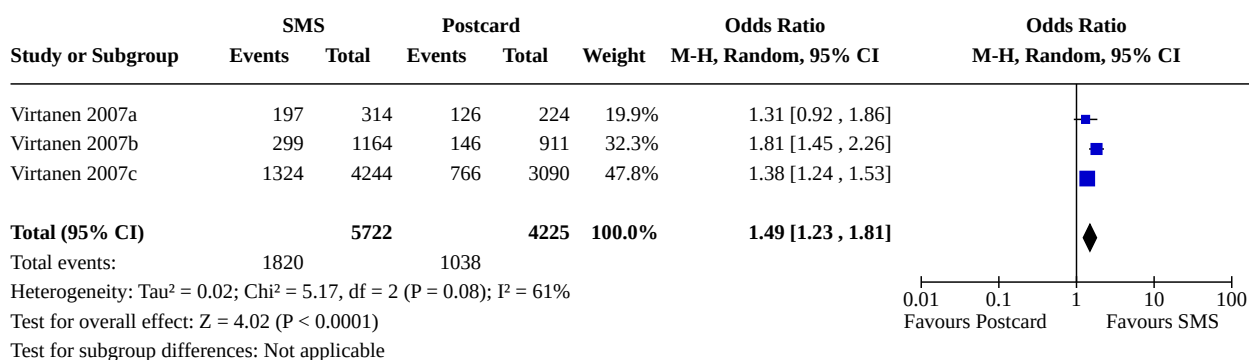 SMS Postcard Odds Ratio Odds Ratio
Study or Subgroup Events Total Events Total Weight M-H, Random, 95% CI M-H, Random, 95% CI
Virtanen 2007a 197 314 126 224 19.9% 1.31 [0.92 , 1.86]
Virtanen 2007b 299 1164 146 911 32.3% 1.81 [1.45 , 2.26]
Virtanen 2007c 1324 4244 766 3090 47.8% 1.38 [1.24 , 1.53]
Total (95% CI) 5722 4225 100.0% 1.49 [1.23 , 1.81]
Total events: 1820 1038
Heterogeneity: Tau² = 0.02; Chi² = 5.17, df = 2 (P = 0.08); I² = 61%
0.01 0.1 1 10 100
Test for overall effect: Z = 4.02 (P < 0.0001)
Favours Postcard Favours SMS
Test for subgroup differences: Not applicable